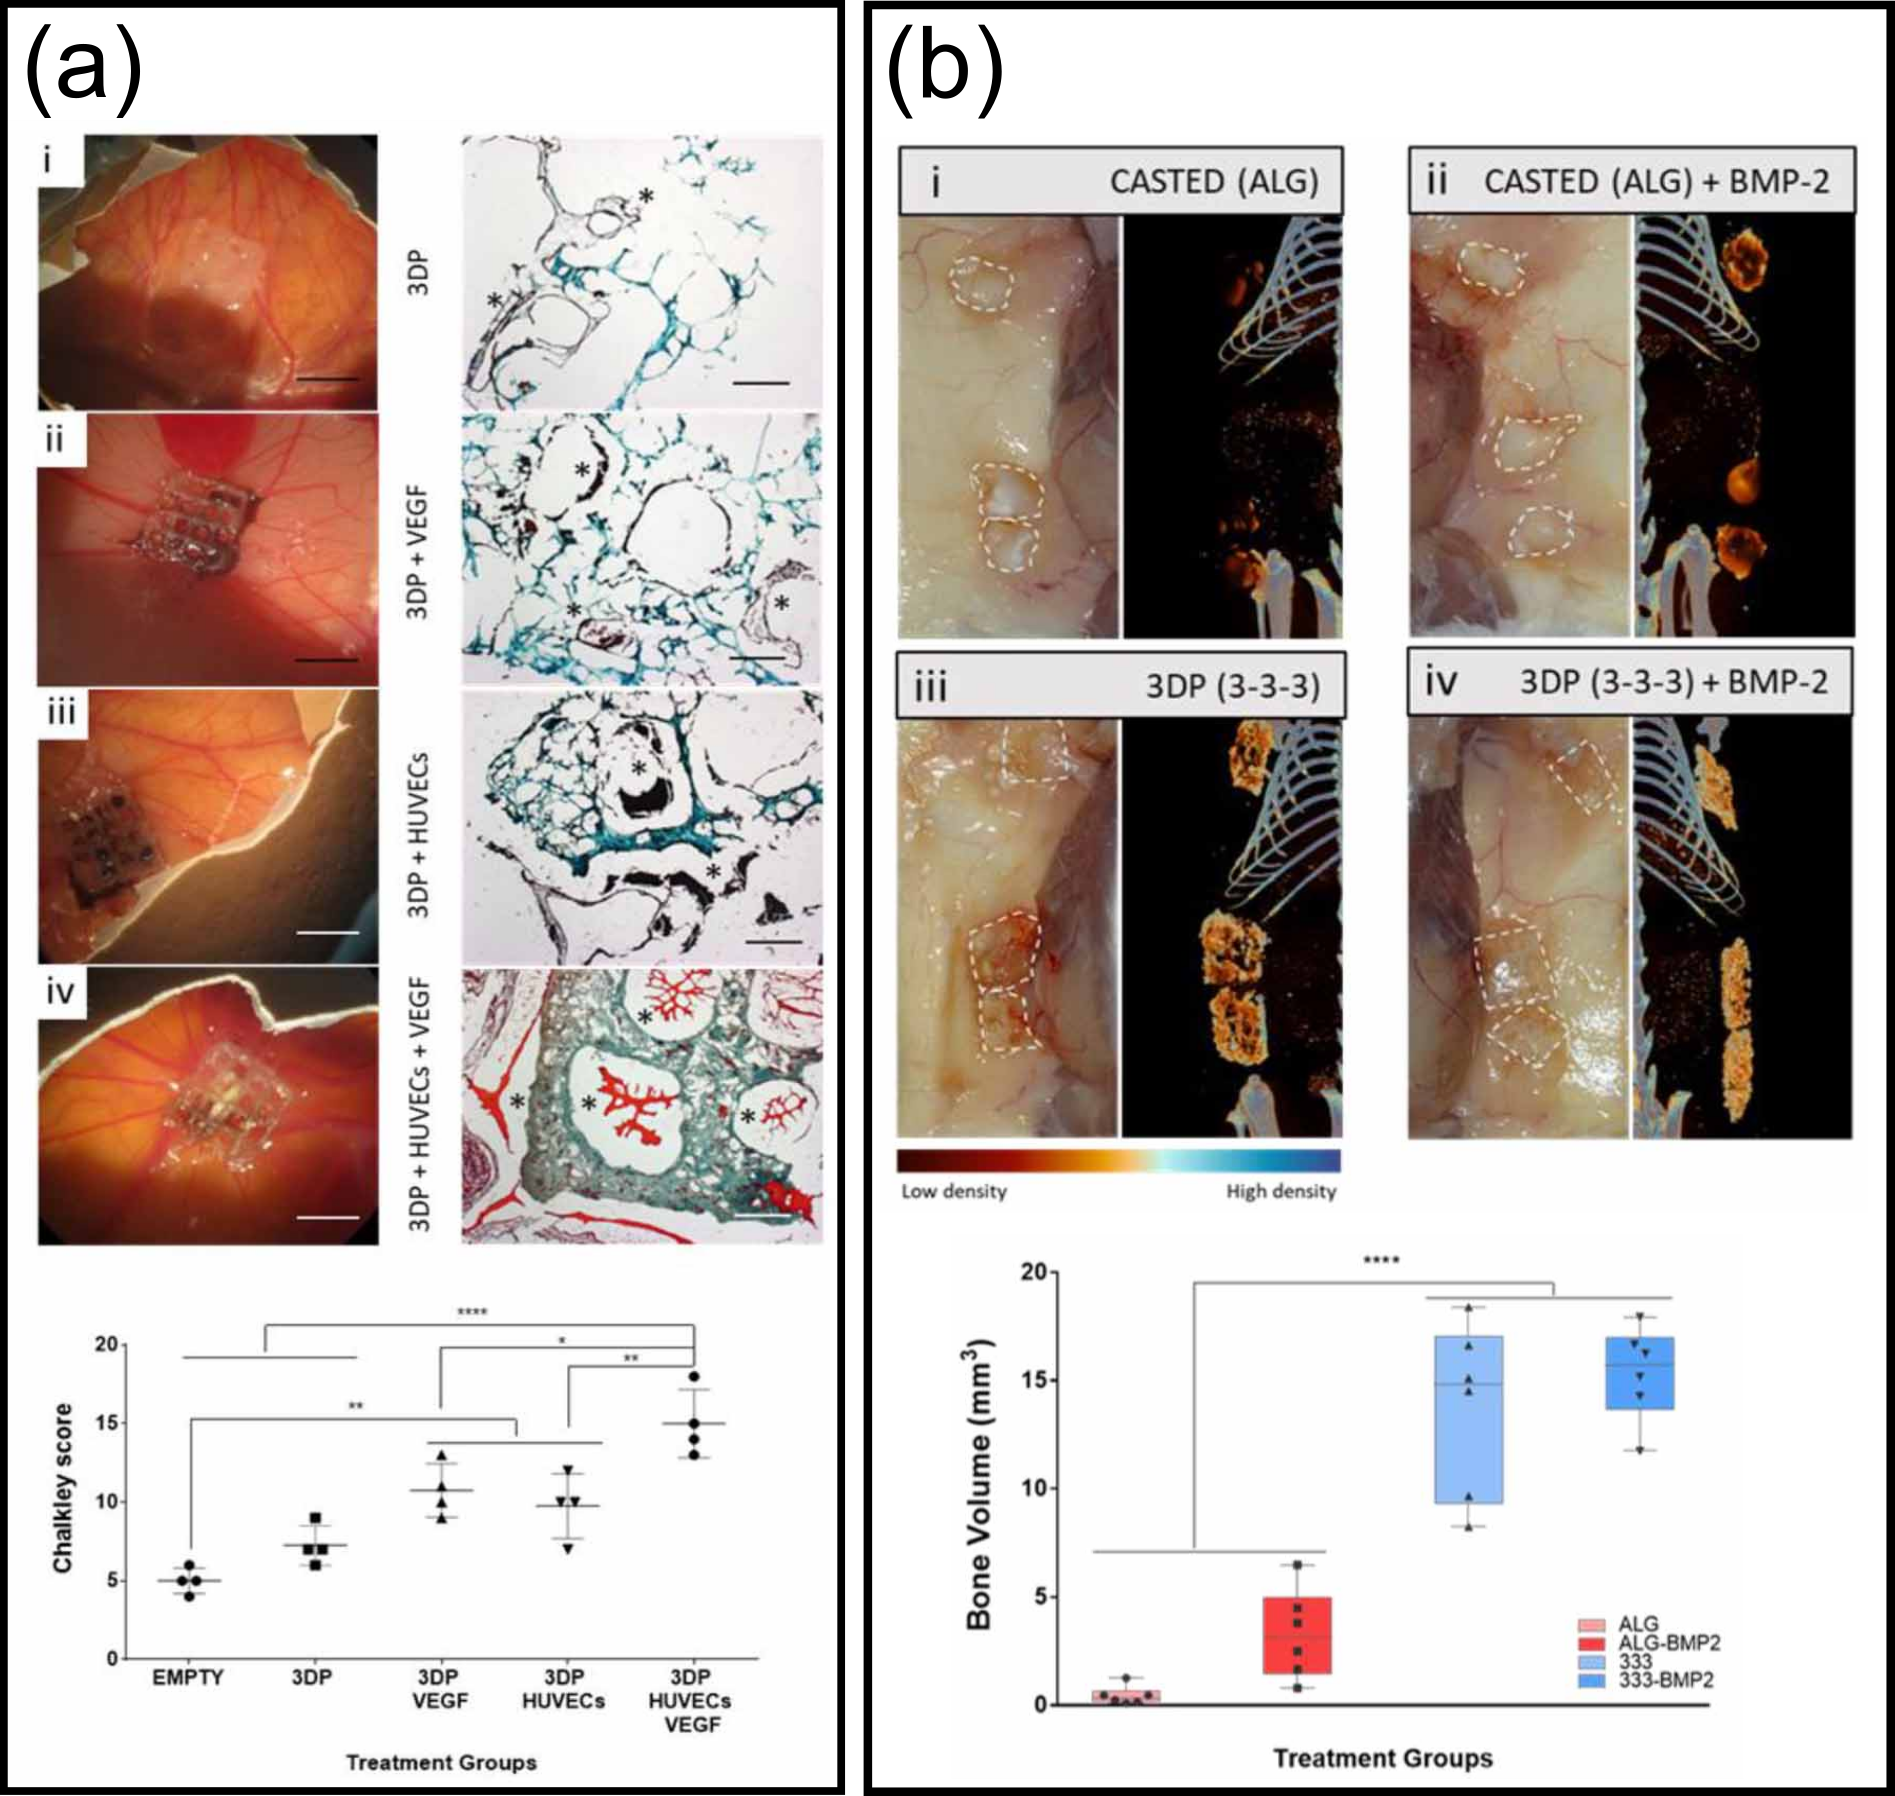 (a)
i
3DP
*
*
ii
3DP + VEGF
*
*
*
iii
3DP + HUVECs
*
*
iv
3DP + HUVECs + VEGF
*
*
*
*
****
*
**
**
Chalkley score
20
15
10
5
0
EMPTY
3DP
3DP
VEGF
3DP
HUVECs
3DP
HUVECs
VEGF
Treatment Groups
(b)
i CASTED (ALG)
ii CASTED (ALG) + BMP-2
iii 3DP (3-3-3)
iv 3DP (3-3-3) + BMP-2
Low density
High density
****
Bone Volume (mm³)
20
15
10
5
0
ALG
ALG-BMP2
333
333-BMP2
Treatment Groups